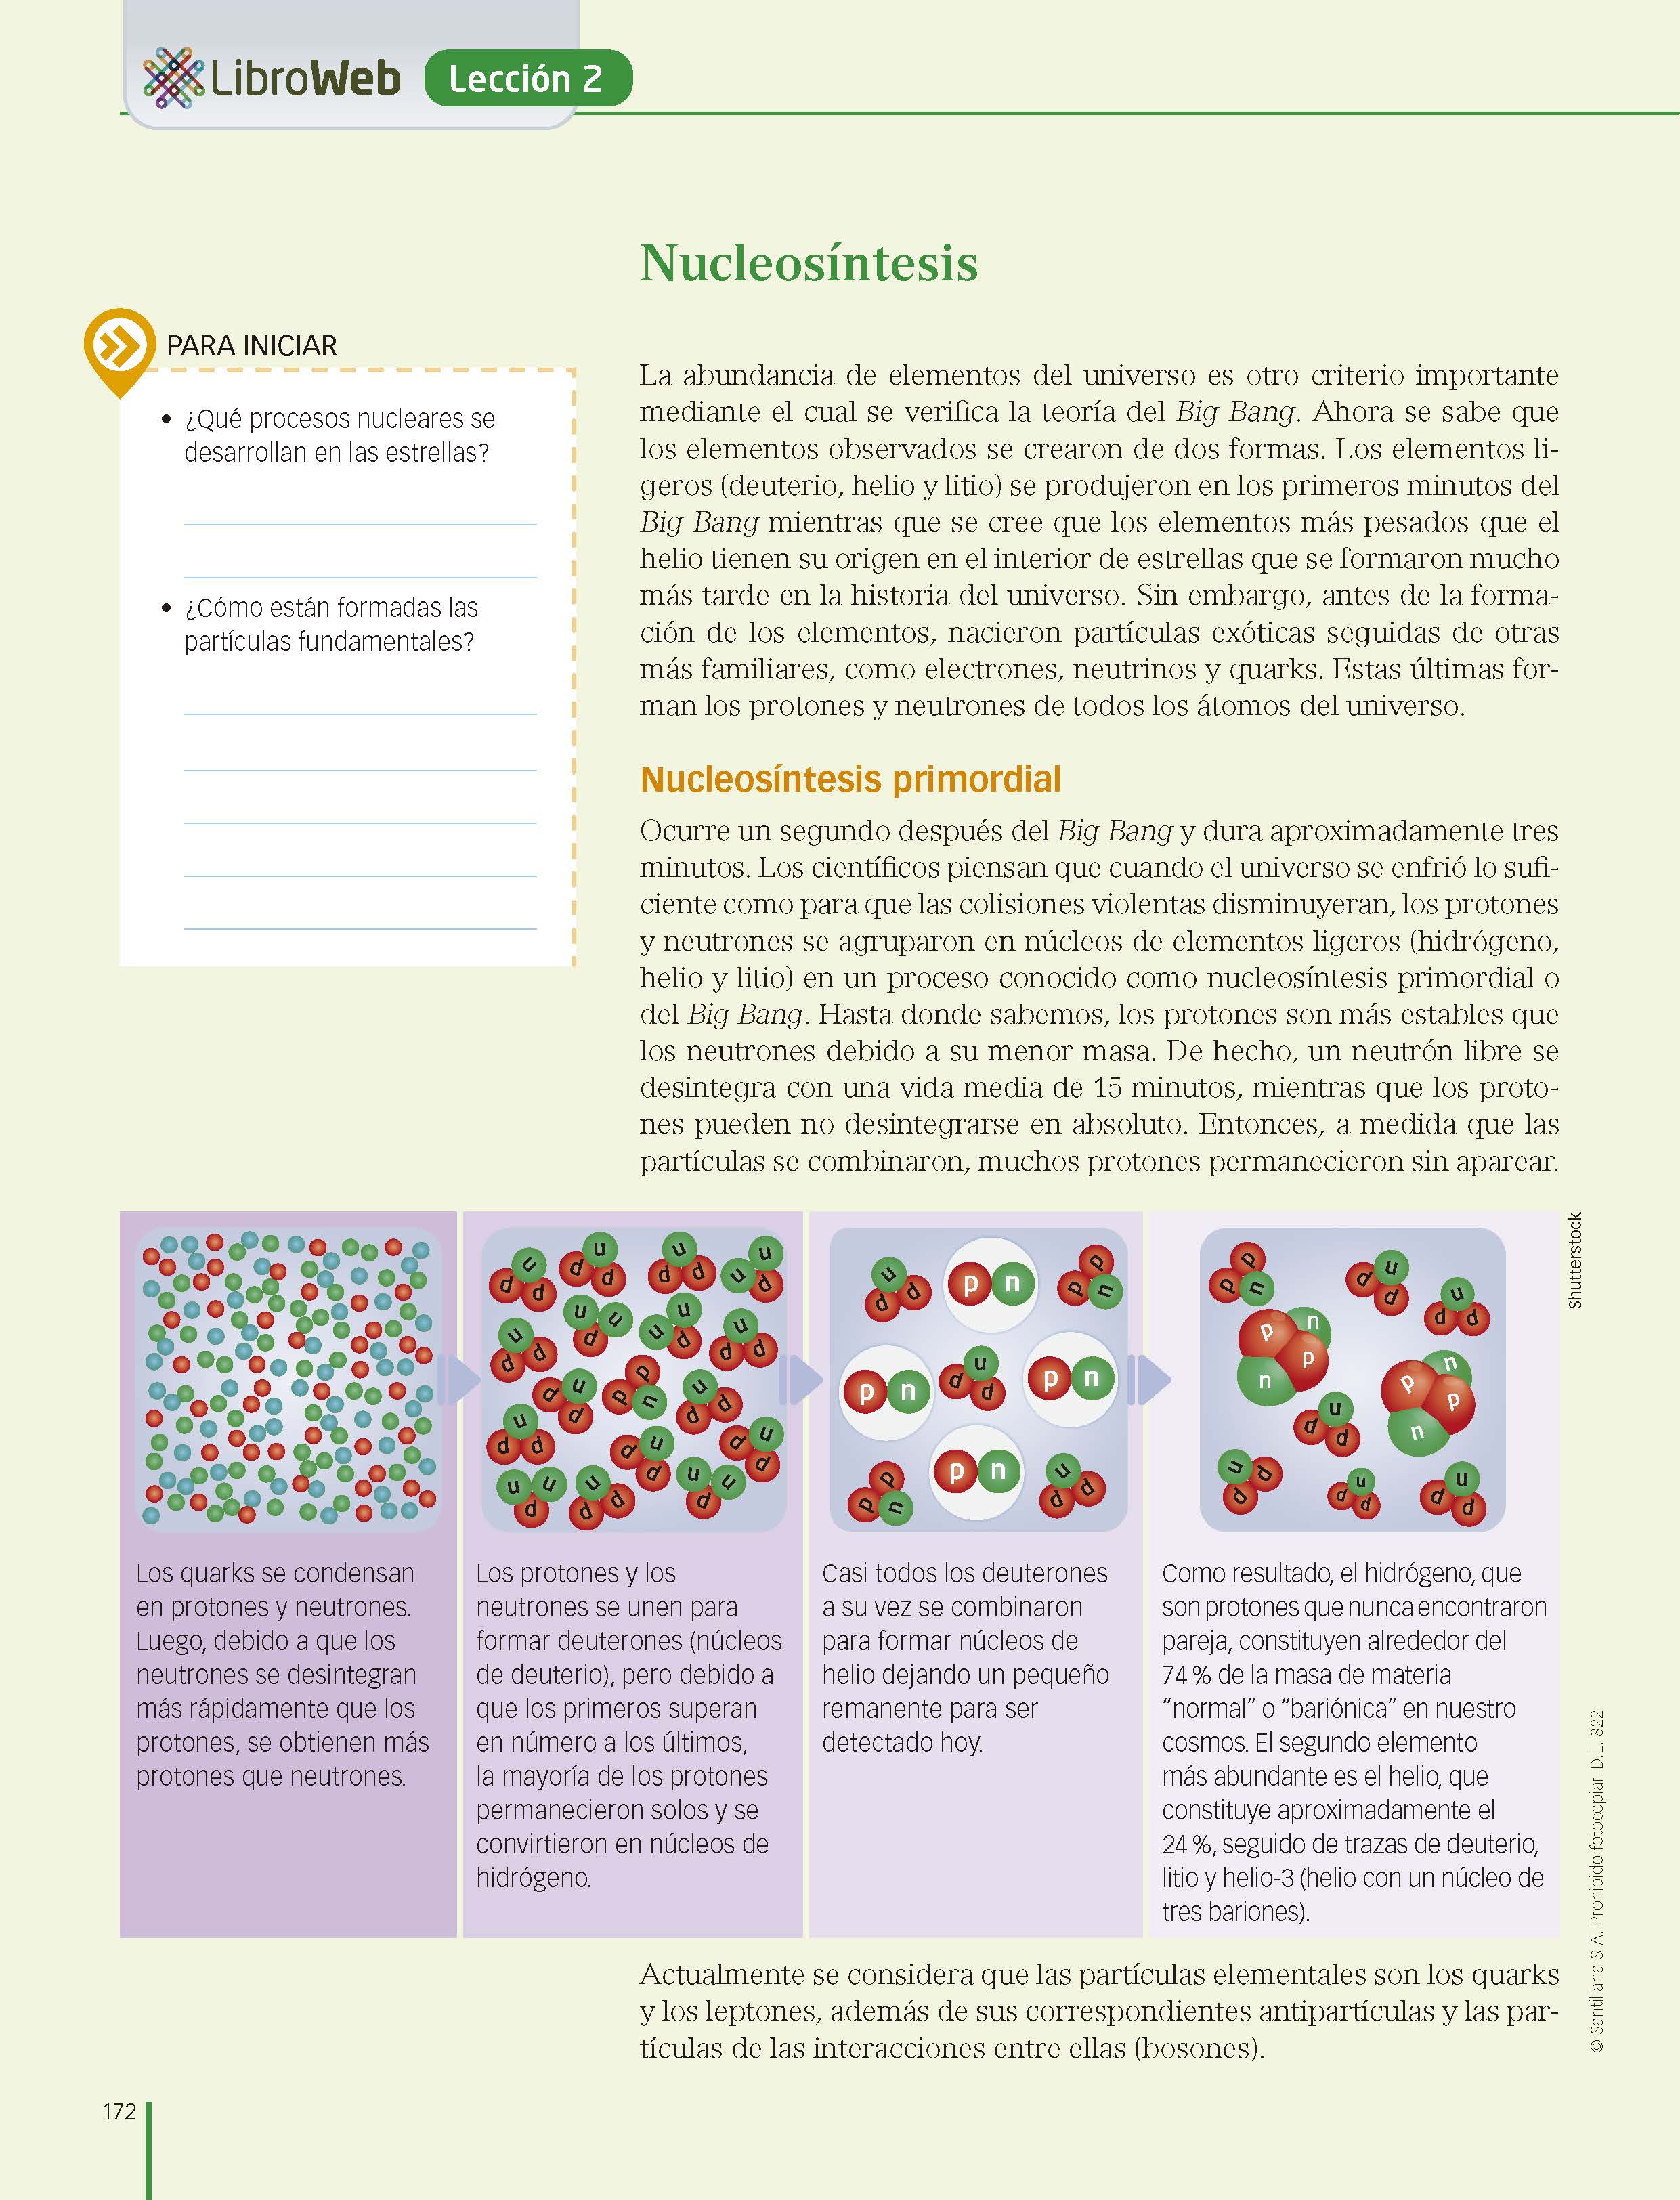 LibroWeb
Lección 2
Nucleosíntesis
PARA INICIAR
• ¿Qué procesos nucleares se
desarrollan en las estrellas?
• ¿Cómo están formadas las
partículas fundamentales?
La abundancia de elementos del universo es otro criterio importante
mediante el cual se verifica la teoría del Big Bang. Ahora se sabe que
los elementos observados se crearon de dos formas. Los elementos li-
geros (deuterio, helio y litio) se produjeron en los primeros minutos del
Big Bang mientras que se cree que los elementos más pesados que el
helio tienen su origen en el interior de estrellas que se formaron mucho
más tarde en la historia del universo. Sin embargo, antes de la forma-
ción de los elementos, nacieron partículas exóticas seguidas de otras
más familiares, como electrones, neutrinos y quarks. Estas últimas for-
man los protones y neutrones de todos los átomos del universo.
Nucleosíntesis primordial
Ocurre un segundo después del Big Bang y dura aproximadamente tres
minutos. Los científicos piensan que cuando el universo se enfrió lo sufi-
ciente como para que las colisiones violentas disminuyeran, los protones
y neutrones se agruparon en núcleos de elementos ligeros (hidrógeno,
helio y litio) en un proceso conocido como nucleosíntesis primordial o
del Big Bang. Hasta donde sabemos, los protones son más estables que
los neutrones debido a su menor masa. De hecho, un neutrón libre se
desintegra con una vida media de 15 minutos, mientras que los proto-
nes pueden no desintegrarse en absoluto. Entonces, a medida que las
partículas se combinaron, muchos protones permanecieron sin aparear.
p n
p n
p n
p n
p n
p
n
p n
p
n
Shutterstock
Los quarks se condensan
en protones y neutrones.
Luego, debido a que los
neutrones se desintegran
más rápidamente que los
protones, se obtienen más
protones que neutrones.
Los protones y los
neutrones se unen para
formar deuterones (núcleos
de deuterio), pero debido a
que los primeros superan
en número a los últimos,
la mayoría de los protones
permanecieron solos y se
convirtieron en núcleos de
hidrógeno.
Casi todos los deuterones
a su vez se combinaron
para formar núcleos de
helio dejando un pequeño
remanente para ser
detectado hoy.
Como resultado, el hidrógeno, que
son protones que nunca encontraron
pareja, constituyen alrededor del
74 % de la masa de materia
“normal” o “bariónica” en nuestro
cosmos. El segundo elemento
más abundante es el helio, que
constituye aproximadamente el
24 %, seguido de trazas de deuterio,
litio y helio-3 (helio con un núcleo de
tres bariones).
Actualmente se considera que las partículas elementales son los quarks
y los leptones, además de sus correspondientes antipartículas y las par-
tículas de las interacciones entre ellas (bosones).
© Santillana S.A. Prohibido fotocopiar. D.L. 822
172